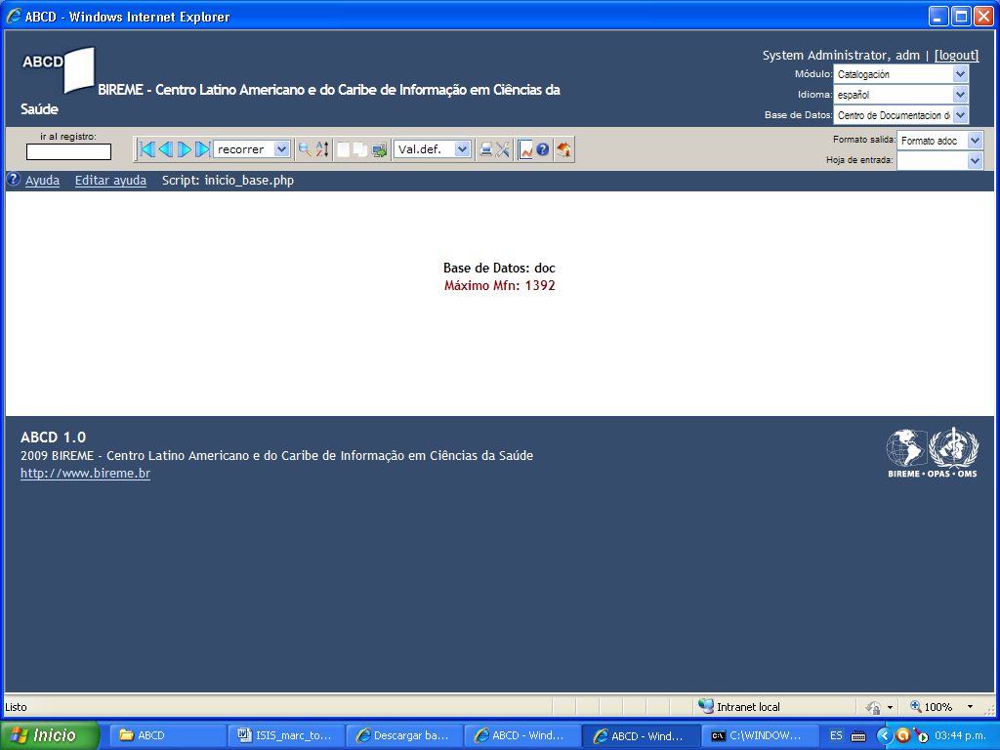 ABCD - Windows Internet Explorer
ABCD
BIREME - Centro Latino Americano e do Caribe de Informação em Ciências da
Saúde
System Administrator, adm | [logout]
Módulo: Catalogación
Idioma: español
Base de Datos: Centro de Documentacion d
ir al registro:
recorrer
Val.def.
Formato salida: Formato adoc
Hoja de entrada:
Ayuda Editar ayuda Script: inicio_base.php
Base de Datos: doc
Máximo Mfn: 1392
ABCD 1.0
2009 BIREME - Centro Latino Americano e do Caribe de Informação em Ciências da Saúde
http://www.bireme.br
BIREME • OPAS • OMS
Listo
Intranet local
100%
Inicio
ABCD
ISIS_marc_to...
Descargar ba...
ABCD - Wind...
ABCD - Wind...
C:\WINDOW...
ES
03:44 p.m.